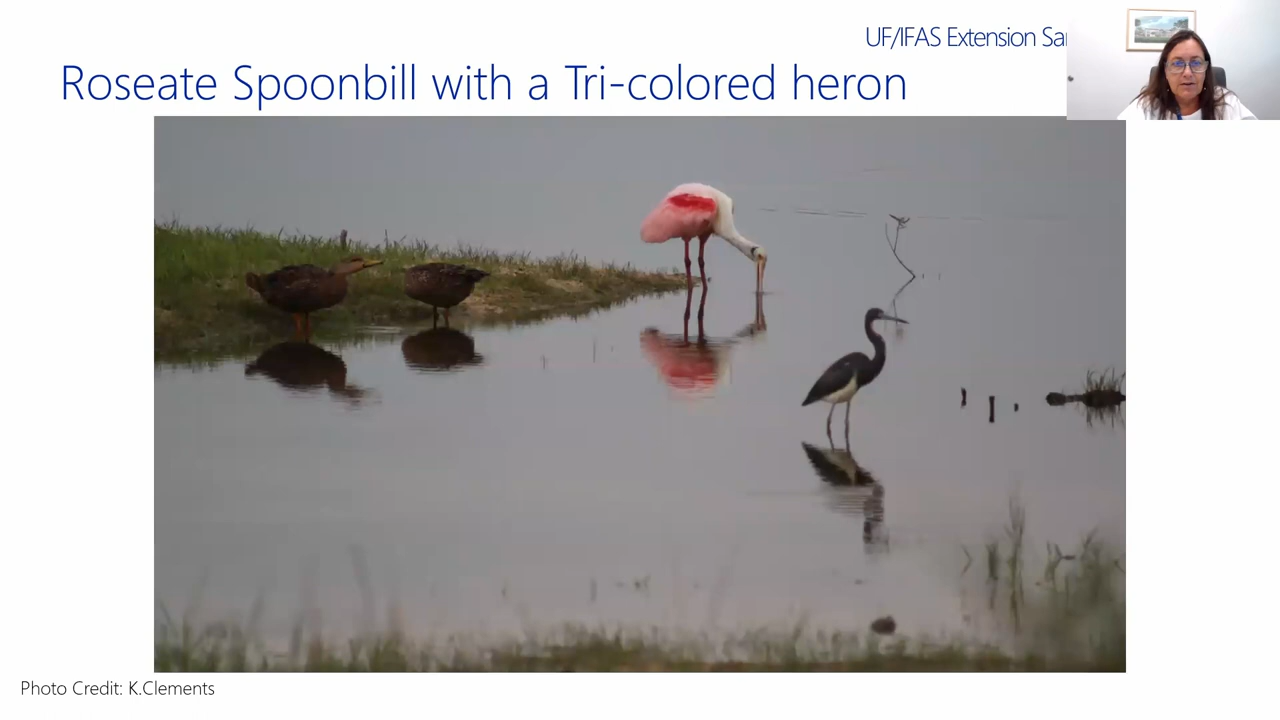 UF/IFAS Extension
Roseate Spoonbill with a Tri-colored heron
Photo Credit: K.Clements